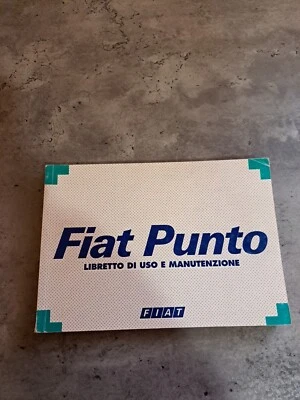 Fiat Punto
LIBRETTO DI USO E MANUTENZIONE
FIAT